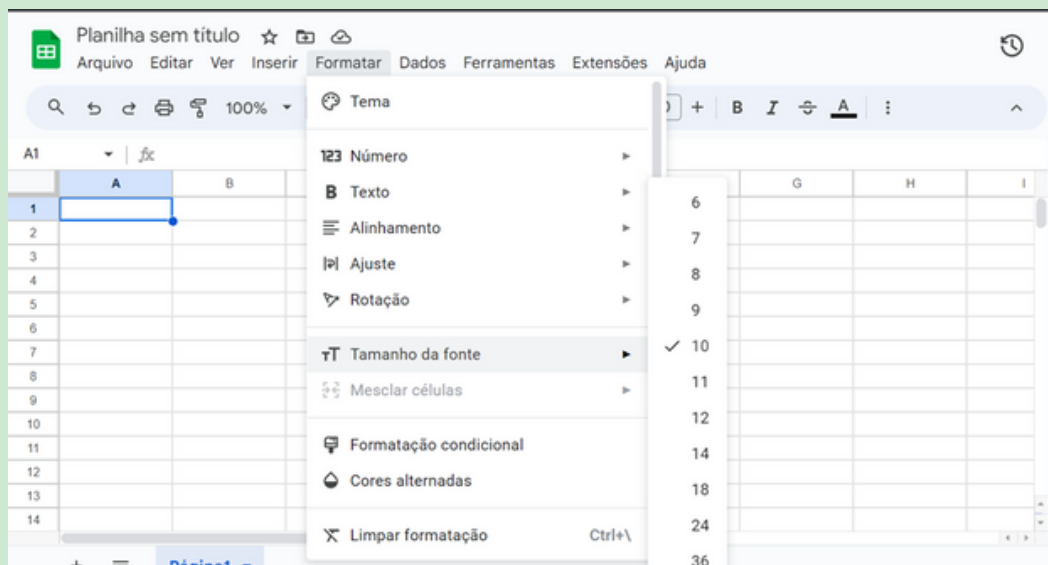 Planilha sem título
Arquivo Editar Ver Inserir Formatar Dados Ferramentas Extensões Ajuda
100%
B I A
A1 fx
A B G H I
Tema
123 Número
B Texto
Alinhamento
Ajuste
Rotação
Tamanho da fonte
Mesclar células
Formatação condicional
Cores alternadas
Limpar formatação Ctrl+\
6
7
8
9
10
11
12
14
18
24
36
1
2
3
4
5
6
7
8
9
10
11
12
13
14
Página1